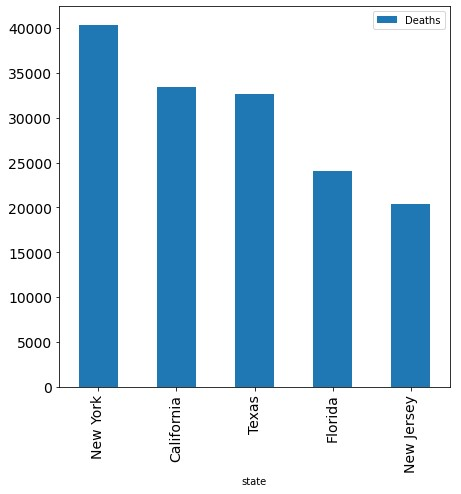 Deaths
40000
35000
30000
25000
20000
15000
10000
5000
0
New York
California
Texas
Florida
New Jersey
state